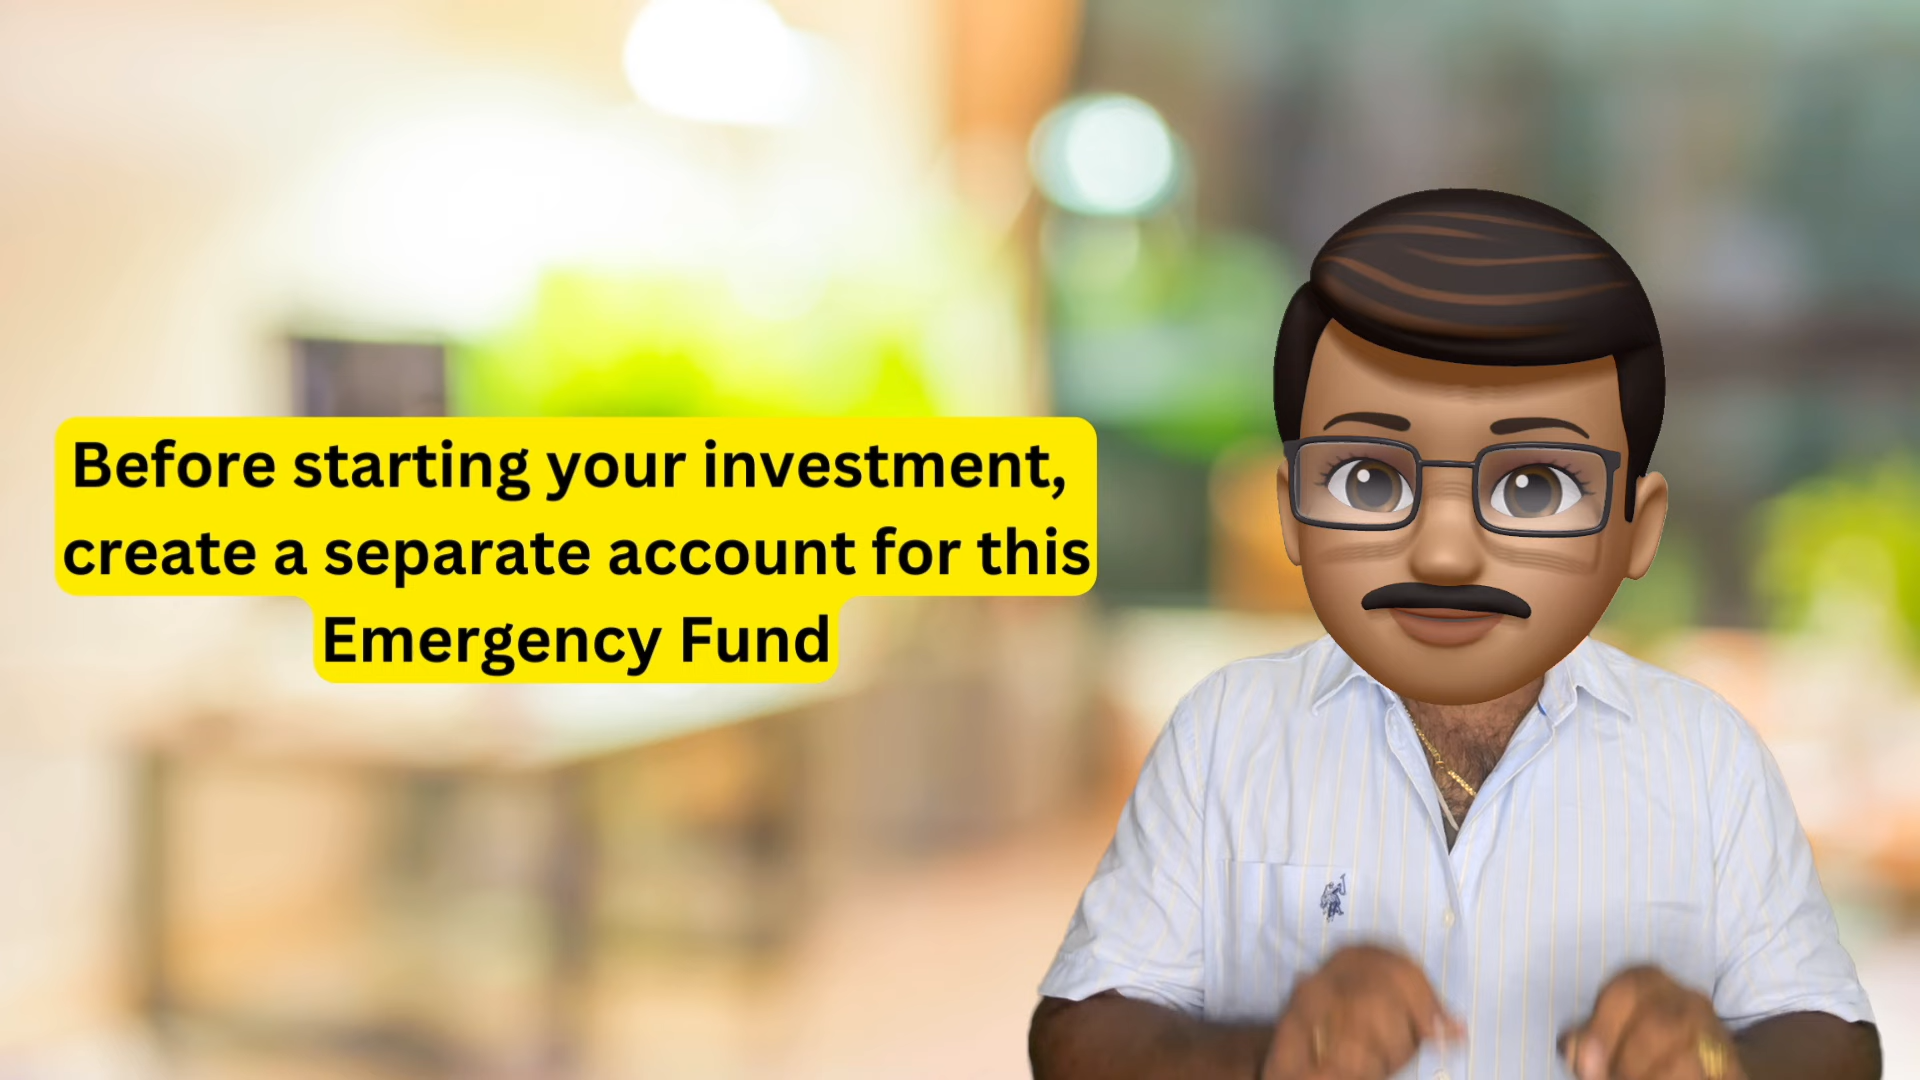 Before starting your investment,
create a separate account for this
Emergency Fund